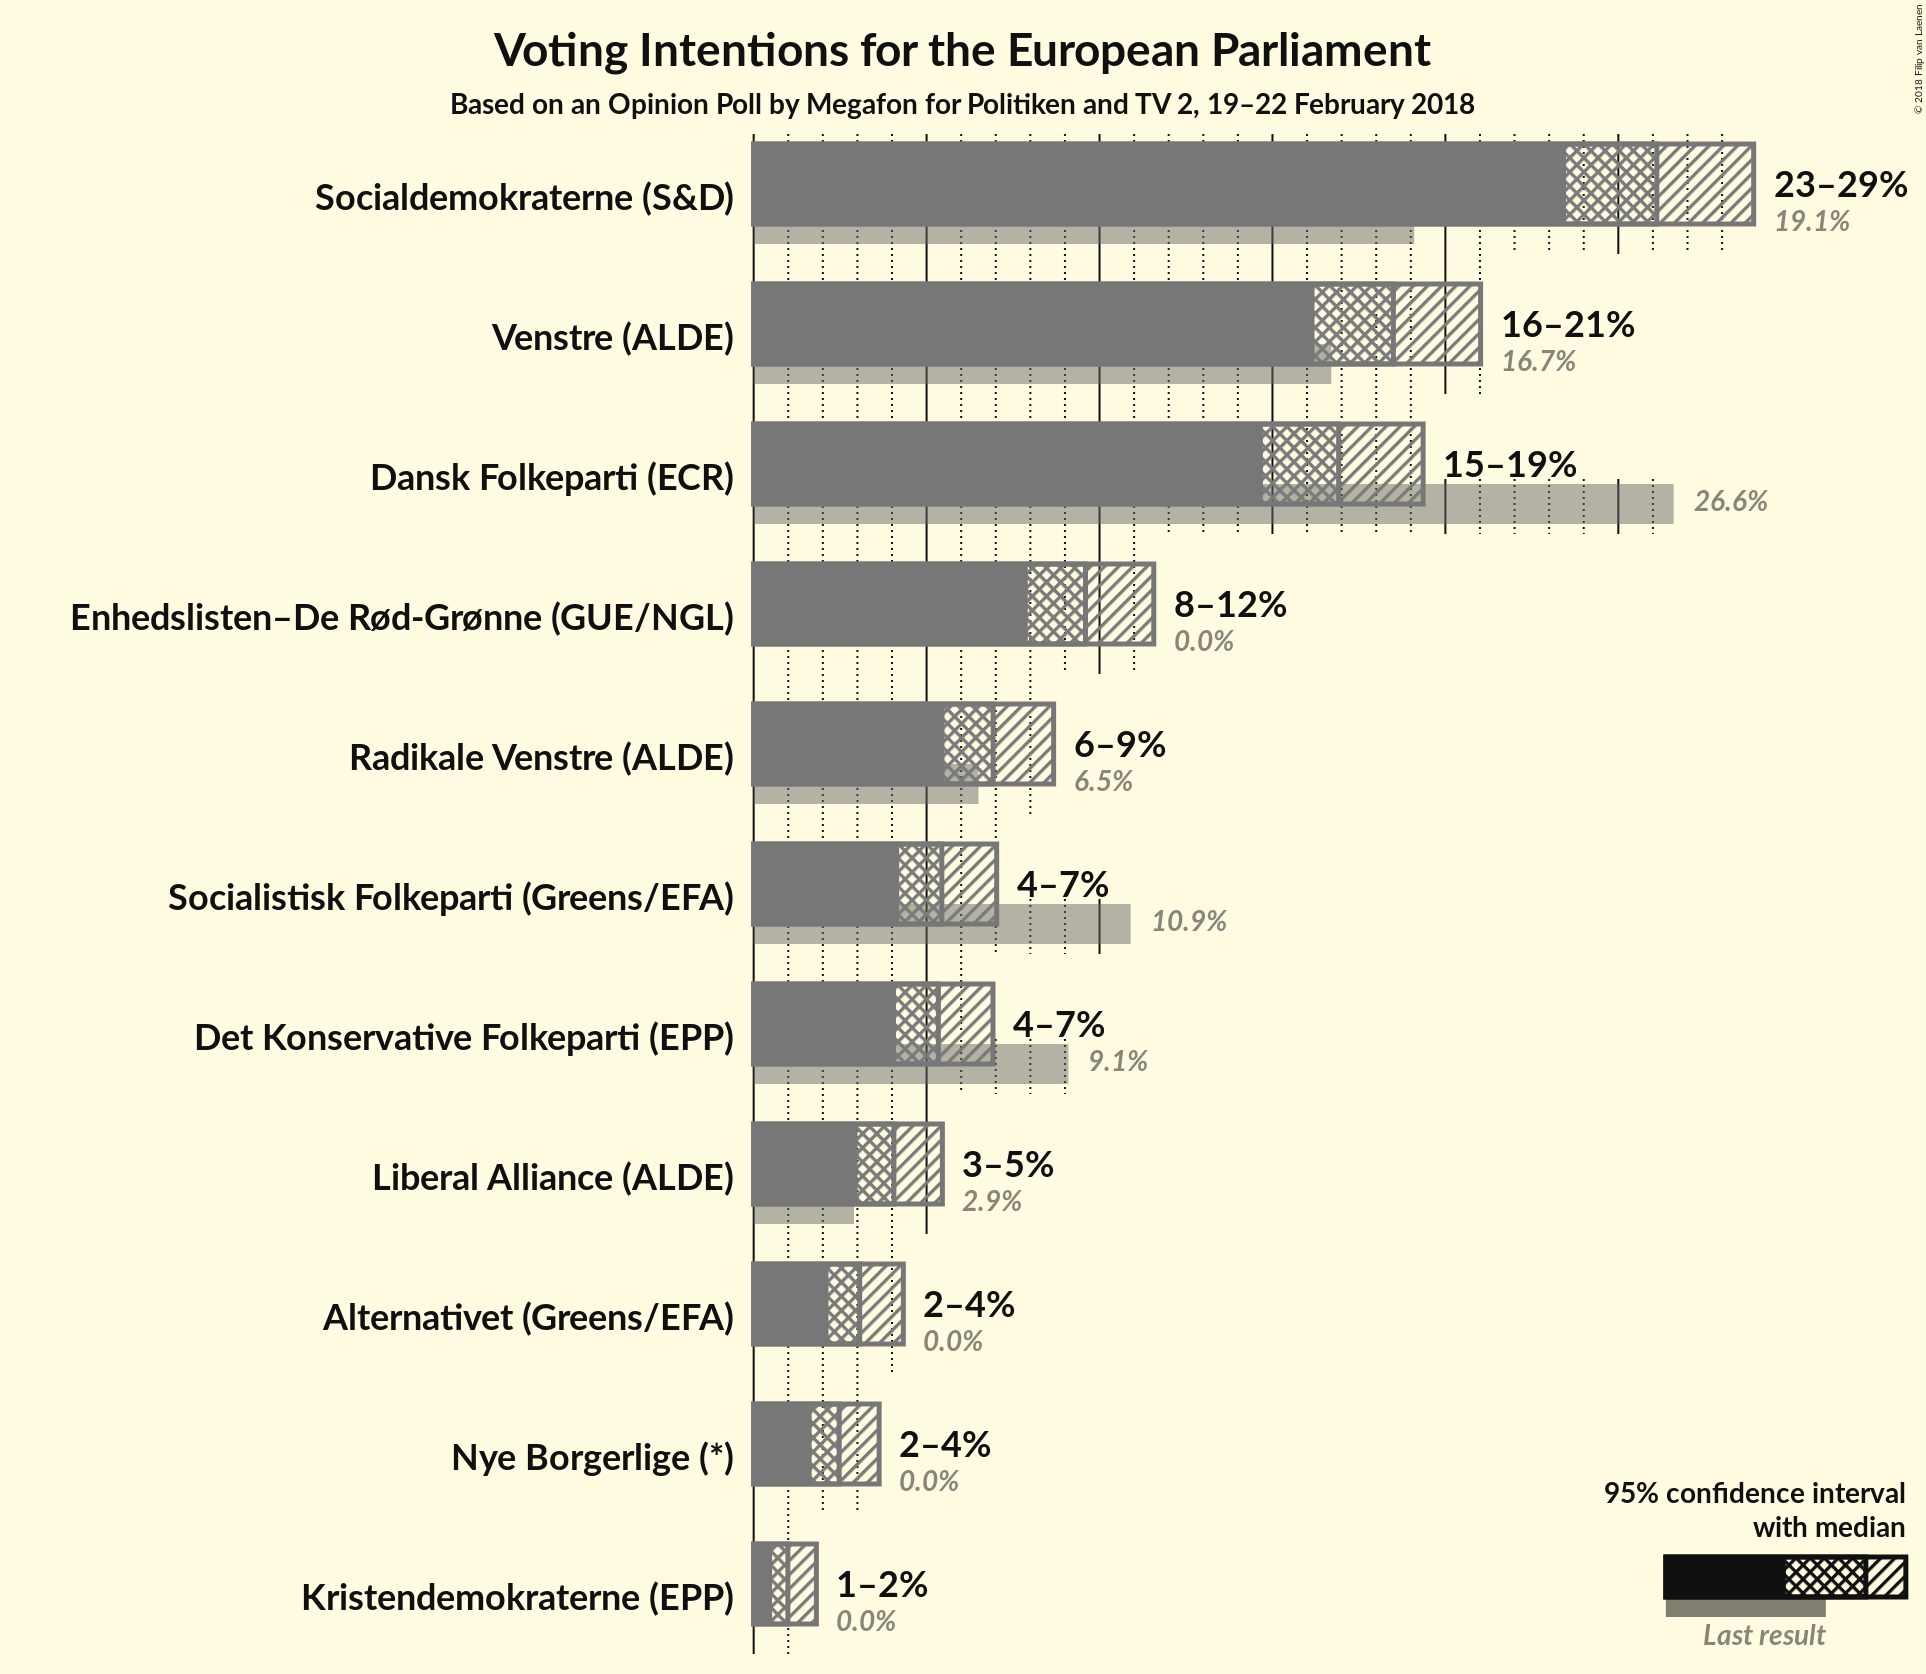 Voting Intentions for the European Parliament
Based on an Opinion Poll by Megafon for Politiken and TV 2, 19–22 February 2018
© 2018 Filip van Laenen
Socialdemokraterne (S&D)
23–29%
19.1%
Venstre (ALDE)
16–21%
16.7%
Dansk Folkeparti (ECR)
15–19%
26.6%
Enhedslisten–De Rød-Grønne (GUE/NGL)
8–12%
0.0%
Radikale Venstre (ALDE)
6–9%
6.5%
Socialistisk Folkeparti (Greens/EFA)
4–7%
10.9%
Det Konservative Folkeparti (EPP)
4–7%
9.1%
Liberal Alliance (ALDE)
3–5%
2.9%
Alternativet (Greens/EFA)
2–4%
0.0%
Nye Borgerlige (*)
2–4%
0.0%
Kristendemokraterne (EPP)
1–2%
0.0%
95% confidence interval
with median
Last result